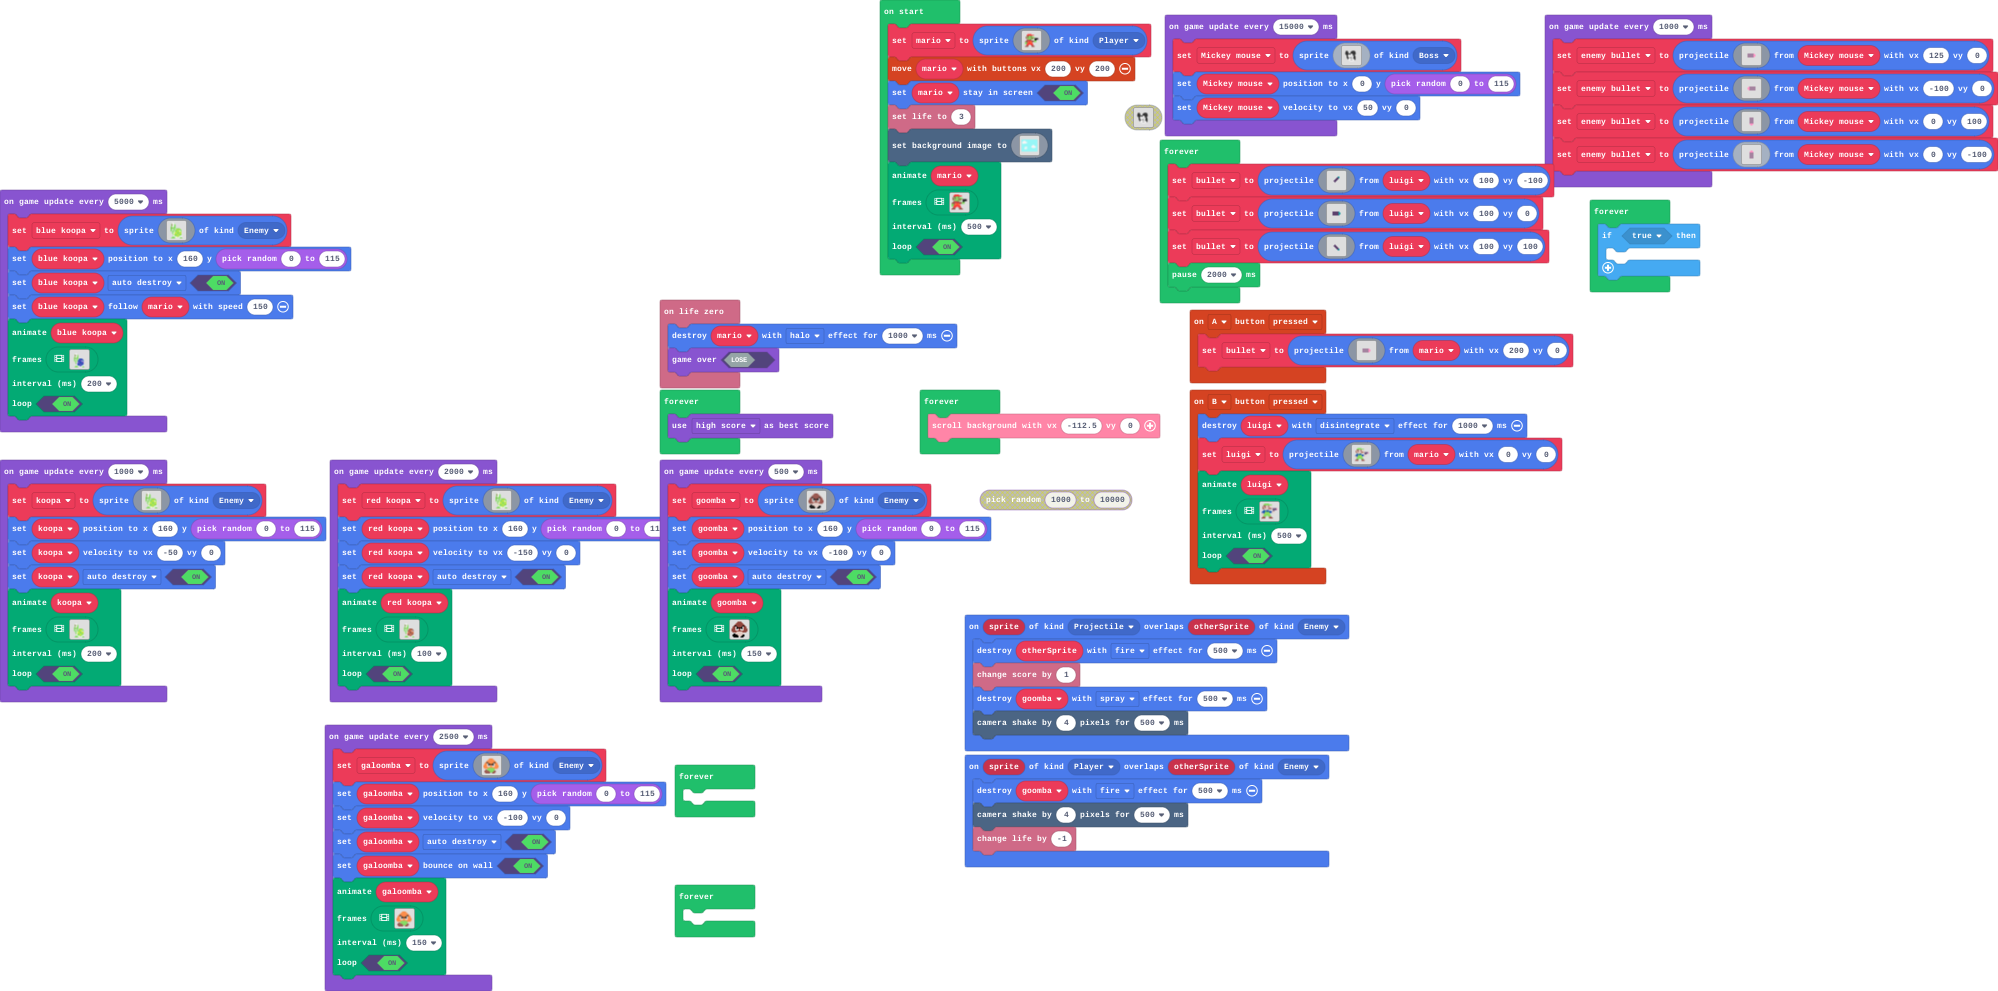 on start
set mario to sprite of kind Player
move mario with buttons vx 200 vy 200
set mario stay in screen ON
set life to 3
set background image to
animate mario
frames
interval (ms) 500
loop ON
on game update every 15000 ms
set Mickey mouse to sprite of kind Boss
set Mickey mouse position to x 0 y pick random 0 to 115
set Mickey mouse velocity to vx 50 vy 0
on game update every 1000 ms
set enemy bullet to projectile from Mickey mouse with vx 125 vy 0
set enemy bullet to projectile from Mickey mouse with vx -100 vy 0
set enemy bullet to projectile from Mickey mouse with vx 0 vy 100
set enemy bullet to projectile from Mickey mouse with vx 0 vy -100
forever
set bullet to projectile from luigi with vx 100 vy -100
set bullet to projectile from luigi with vx 100 vy 0
set bullet to projectile from luigi with vx 100 vy 100
pause 2000 ms
forever
if true then
on game update every 5000 ms
set blue koopa to sprite of kind Enemy
set blue koopa position to x 160 y pick random 0 to 115
set blue koopa auto destroy ON
set blue koopa follow mario with speed 150
animate blue koopa
frames
interval (ms) 200
loop ON
on life zero
destroy mario with halo effect for 1000 ms
game over LOSE
forever
use high score as best score
forever
scroll background with vx -112.5 vy 0
on A button pressed
set bullet to projectile from mario with vx 200 vy 0
on B button pressed
destroy luigi with disintegrate effect for 1000 ms
set luigi to projectile from mario with vx 0 vy 0
animate luigi
frames
interval (ms) 500
loop ON
on game update every 1000 ms
set koopa to sprite of kind Enemy
set koopa position to x 160 y pick random 0 to 115
set koopa velocity to vx -50 vy 0
set koopa auto destroy ON
animate koopa
frames
interval (ms) 200
loop ON
on game update every 2000 ms
set red koopa to sprite of kind Enemy
set red koopa position to x 160 y pick random 0 to 11
set red koopa velocity to vx -150 vy 0
set red koopa auto destroy ON
animate red koopa
frames
interval (ms) 100
loop ON
on game update every 500 ms
set goomba to sprite of kind Enemy
set goomba position to x 160 y pick random 0 to 115
set goomba velocity to vx -100 vy 0
set goomba auto destroy ON
animate goomba
frames
interval (ms) 150
loop ON
pick random 1000 to 10000
on sprite of kind Projectile overlaps otherSprite of kind Enemy
destroy otherSprite with fire effect for 500 ms
change score by 1
destroy goomba with spray effect for 500 ms
camera shake by 4 pixels for 500 ms
on sprite of kind Player overlaps otherSprite of kind Enemy
destroy goomba with fire effect for 500 ms
camera shake by 4 pixels for 500 ms
change life by -1
on game update every 2500 ms
set galoomba to sprite of kind Enemy
set galoomba position to x 160 y pick random 0 to 115
set galoomba velocity to vx -100 vy 0
set galoomba auto destroy ON
set galoomba bounce on wall ON
animate galoomba
frames
interval (ms) 150
loop ON
forever
forever